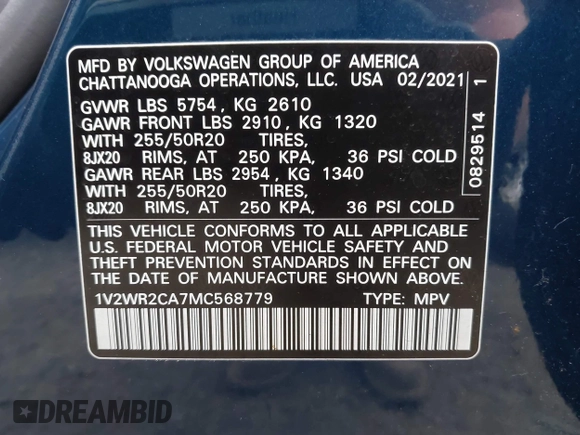 MFD BY VOLKSWAGEN GROUP OF AMERICA
CHATTANOOGA OPERATIONS, LLC. USA 02/2021
GVWR LBS 5754, KG 2610
GAWR FRONT LBS 2910, KG 1320
WITH 255/50R20 TIRES,
8JX20 RIMS, AT 250 KPA, 36 PSI COLD
GAWR REAR LBS 2954, KG 1340
WITH 255/50R20 TIRES,
8JX20 RIMS, AT 250 KPA, 36 PSI COLD
THIS VEHICLE CONFORMS TO ALL APPLICABLE
U.S. FEDERAL MOTOR VEHICLE SAFETY AND
THEFT PREVENTION STANDARDS IN EFFECT ON
THE DATE OF MANUFACTURE SHOWN ABOVE.
1V2WR2CA7MC568779 TYPE: MPV
0829514 1
DREAMBID